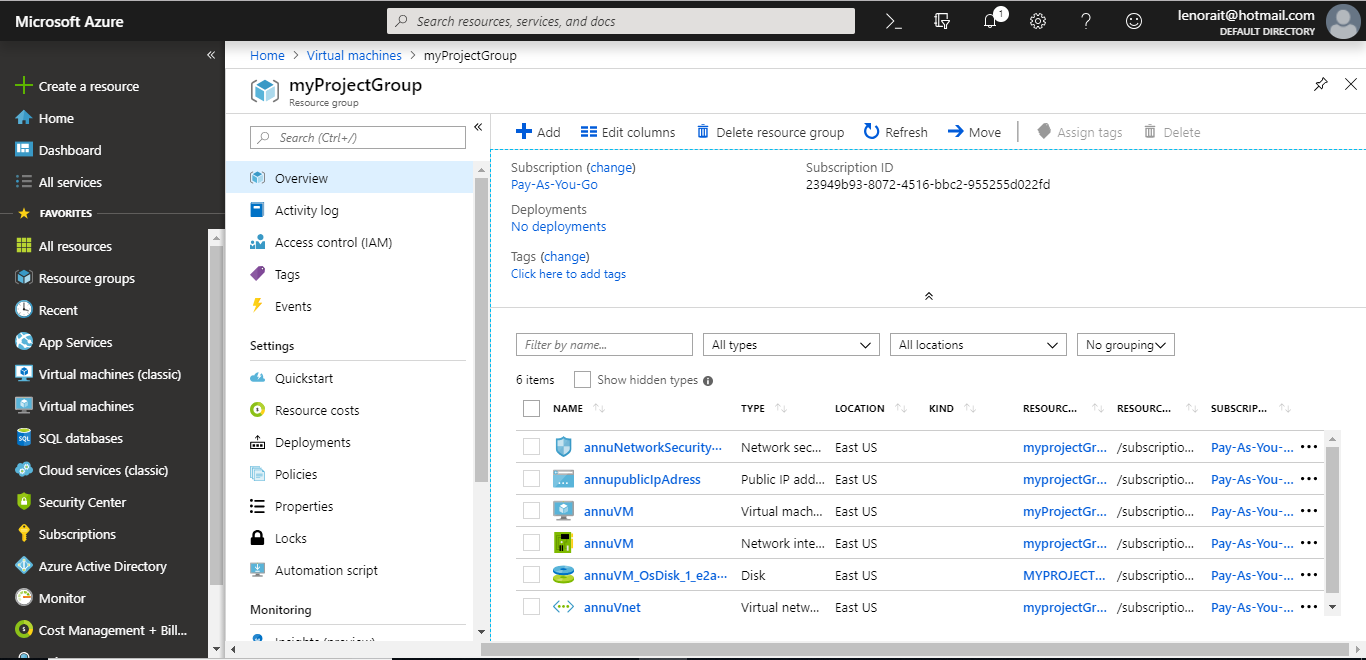 Microsoft Azure
Search resources, services, and docs
1
lenorait@hotmail.com
DEFAULT DIRECTORY
«
Create a resource
Home
Dashboard
All services
FAVORITES
All resources
Resource groups
Recent
App Services
Virtual machines (classic)
Virtual machines
SQL databases
Cloud services (classic)
Security Center
Subscriptions
Azure Active Directory
Monitor
Cost Management + Bill...
Home > Virtual machines > myProjectGroup
myProjectGroup
Resource group
Search (Ctrl+/)
«
Overview
Activity log
Access control (IAM)
Tags
Events
Settings
Quickstart
Resource costs
Deployments
Policies
Properties
Locks
Automation script
Monitoring
Insights (preview)
Add Edit columns Delete resource group Refresh Move Assign tags Delete
Subscription (change)
Pay-As-You-Go
Subscription ID
23949b93-8072-4516-bbc2-955255d022fd
Deployments
No deployments
Tags (change)
Click here to add tags
Filter by name... All types All locations No grouping
6 items Show hidden types
NAME TYPE LOCATION KIND RESOURC... RESOURC... SUBSCRIP...
annuNetworkSecurity... Network sec... East US myprojectGr... /subscriptio... Pay-As-You-... •••
annupublicIpAdress Public IP add... East US myprojectGr... /subscriptio... Pay-As-You-... •••
annuVM Virtual mach... East US myProjectGr... /subscriptio... Pay-As-You-... •••
annuVM Network inte... East US myprojectGr... /subscriptio... Pay-As-You-... •••
annuVM_OsDisk_1_e2a... Disk East US MYPROJECT... /subscriptio... Pay-As-You-... •••
annuVnet Virtual netw... East US myprojectGr... /subscriptio... Pay-As-You-... •••